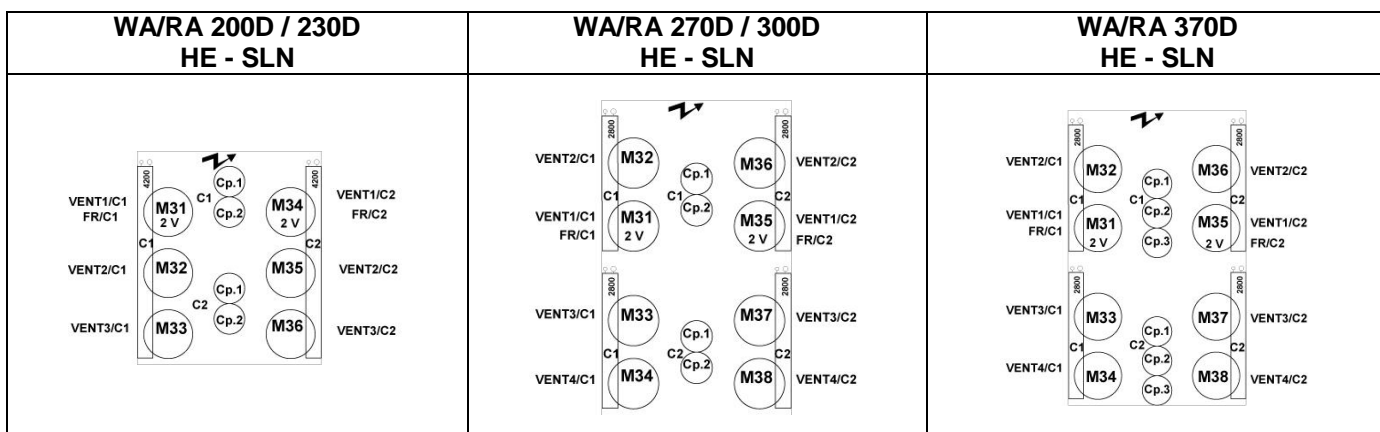 WA/RA 200D / 230D
HE - SLN
WA/RA 270D / 300D
HE - SLN
WA/RA 370D
HE - SLN
4200
4200
Cp.1
VENT1/C1
FR/C1
M31
2 V
C1
Cp.2
M34
2 V
VENT1/C2
FR/C2
C1
C2
VENT2/C1
M32
M35
VENT2/C2
Cp.1
C2
Cp.2
VENT3/C1
M33
M36
VENT3/C2
2800
2800
VENT2/C1
M32
Cp.1
M36
VENT2/C2
C1
C1
Cp.2
C2
VENT1/C1
FR/C1
M31
2 V
M35
2 V
VENT1/C2
FR/C2
2800
2800
VENT3/C1
M33
Cp.1
M37
VENT3/C2
C1
C2
Cp.2
C2
VENT4/C1
M34
M38
VENT4/C2
2800
2800
VENT2/C1
M32
Cp.1
M36
VENT2/C2
C1
C1
Cp.2
C2
VENT1/C1
FR/C1
M31
2 V
Cp.3
M35
2 V
VENT1/C2
FR/C2
2800
2800
VENT3/C1
M33
Cp.1
M37
VENT3/C2
C1
C2
Cp.2
C2
VENT4/C1
M34
Cp.3
M38
VENT4/C2